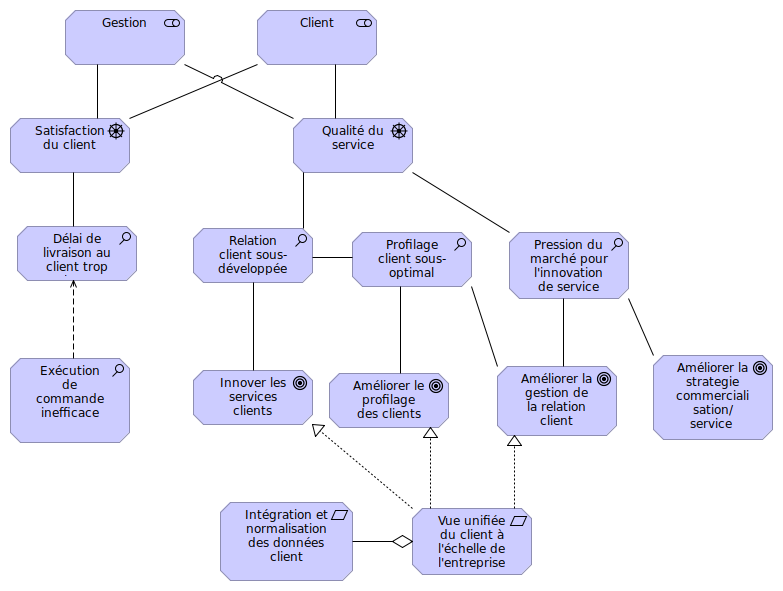 Gestion
Client
Satisfaction
du client
Qualité du
service
Délai de
livraison au
client trop
Relation
client sous-
développée
Profilage
client sous-
optimal
Pression du
marché pour
l'innovation
de service
Exécution
de
commande
inefficace
Innover les
services
clients
Améliorer le
profilage
des clients
Améliorer la
gestion de
la relation
client
Améliorer la
strategie
commerciali
sation/
service
Intégration et
normalisation
des données
client
Vue unifiée
du client à
l'échelle de
l'entreprise